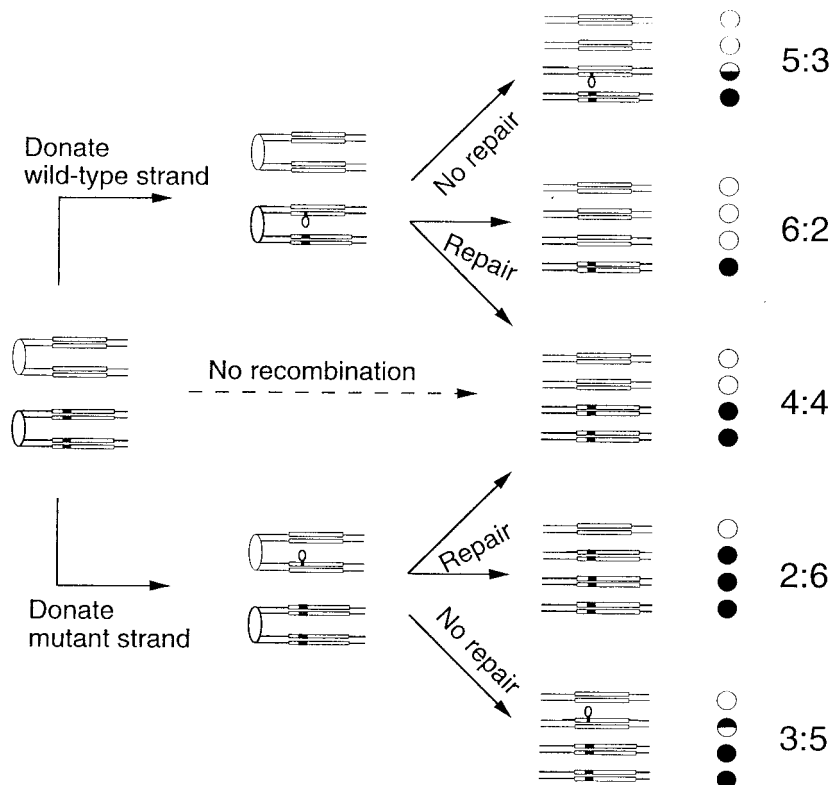 5:3
No repair
Donate
wild-type strand
6:2
Repair
No recombination
4:4
Repair
2:6
Donate
mutant strand
No repair
3:5